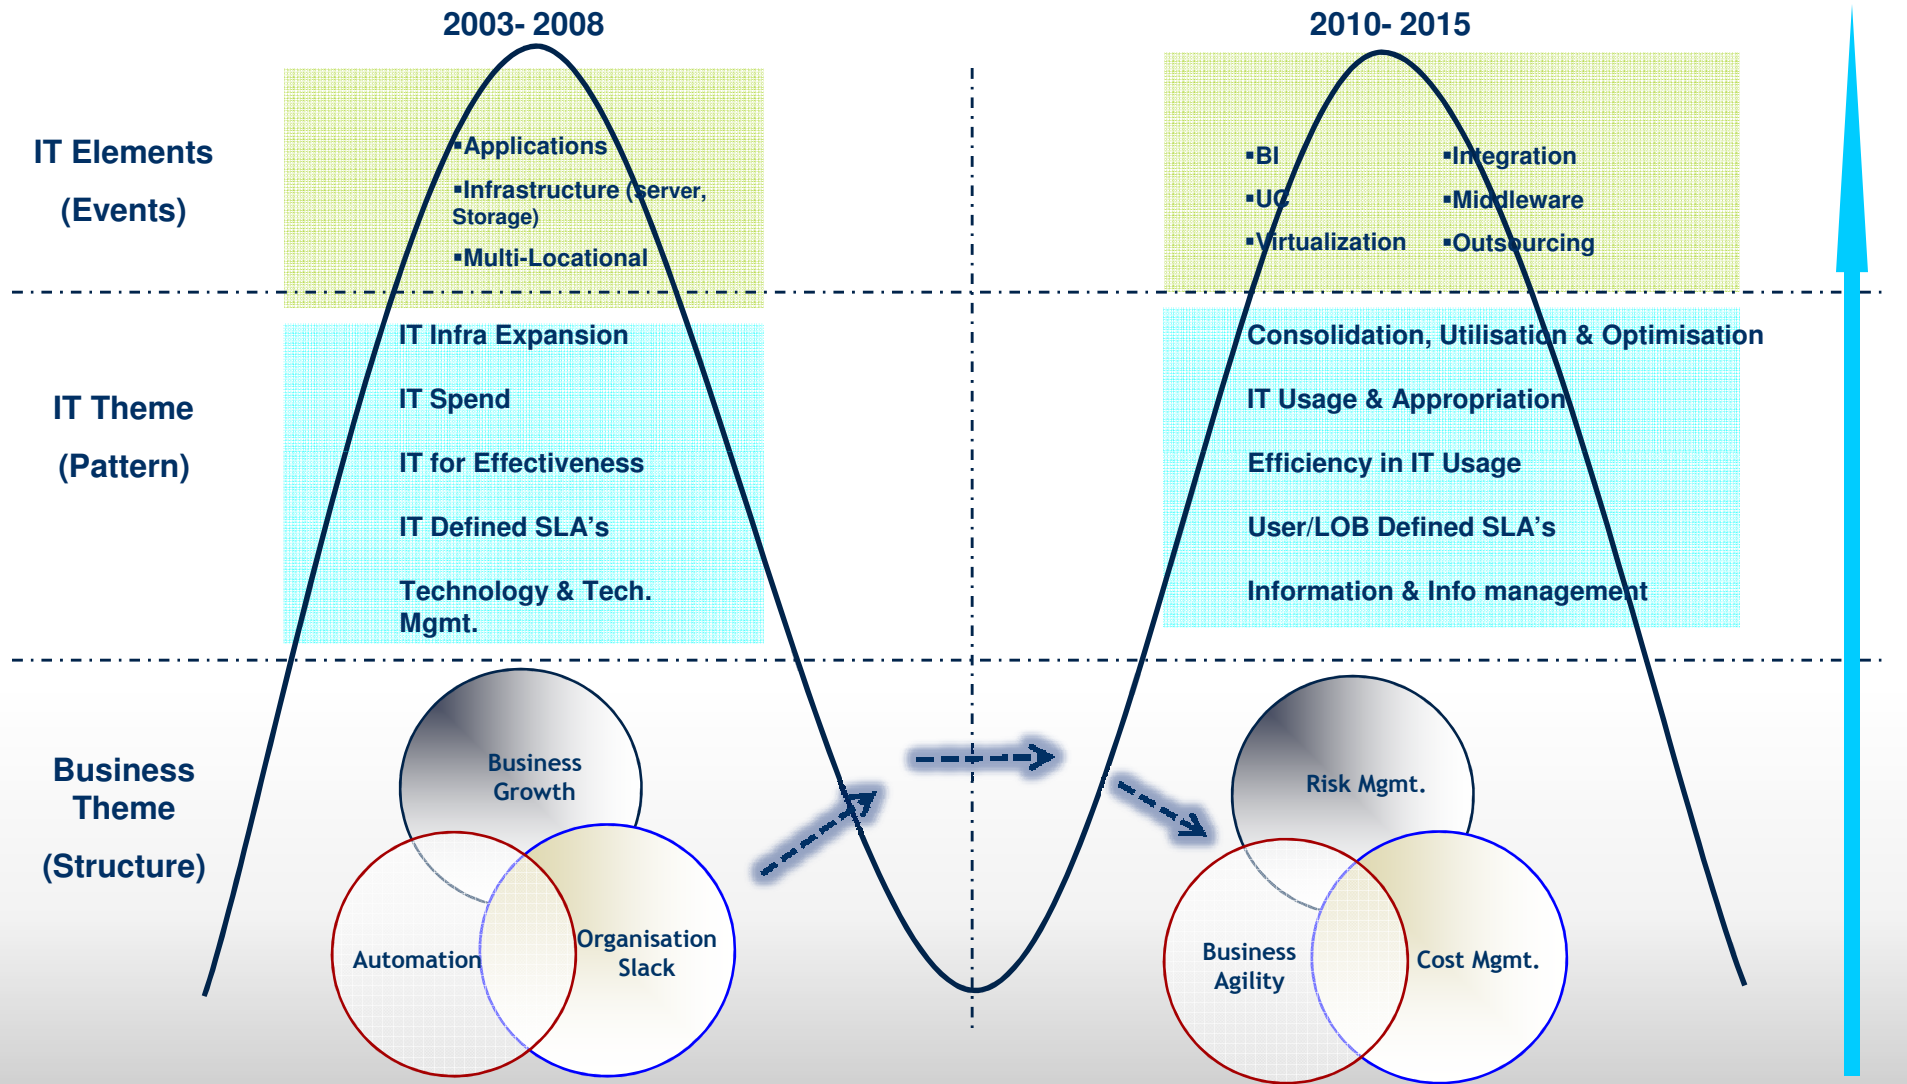 2003- 2008
2010- 2015
IT Elements
(Events)
▪Applications
▪Infrastructure (server,
Storage)
▪Multi-Locational
▪BI
▪UC
▪Virtualization
▪Integration
▪Middleware
▪Outsourcing
IT Theme
(Pattern)
IT Infra Expansion
IT Spend
IT for Effectiveness
IT Defined SLA’s
Technology & Tech.
Mgmt.
Consolidation, Utilisation & Optimisation
IT Usage & Appropriation
Efficiency in IT Usage
User/LOB Defined SLA’s
Information & Info management
Business
Theme
(Structure)
Business
Growth
Automation
Organisation
Slack
Risk Mgmt.
Business
Agility
Cost Mgmt.